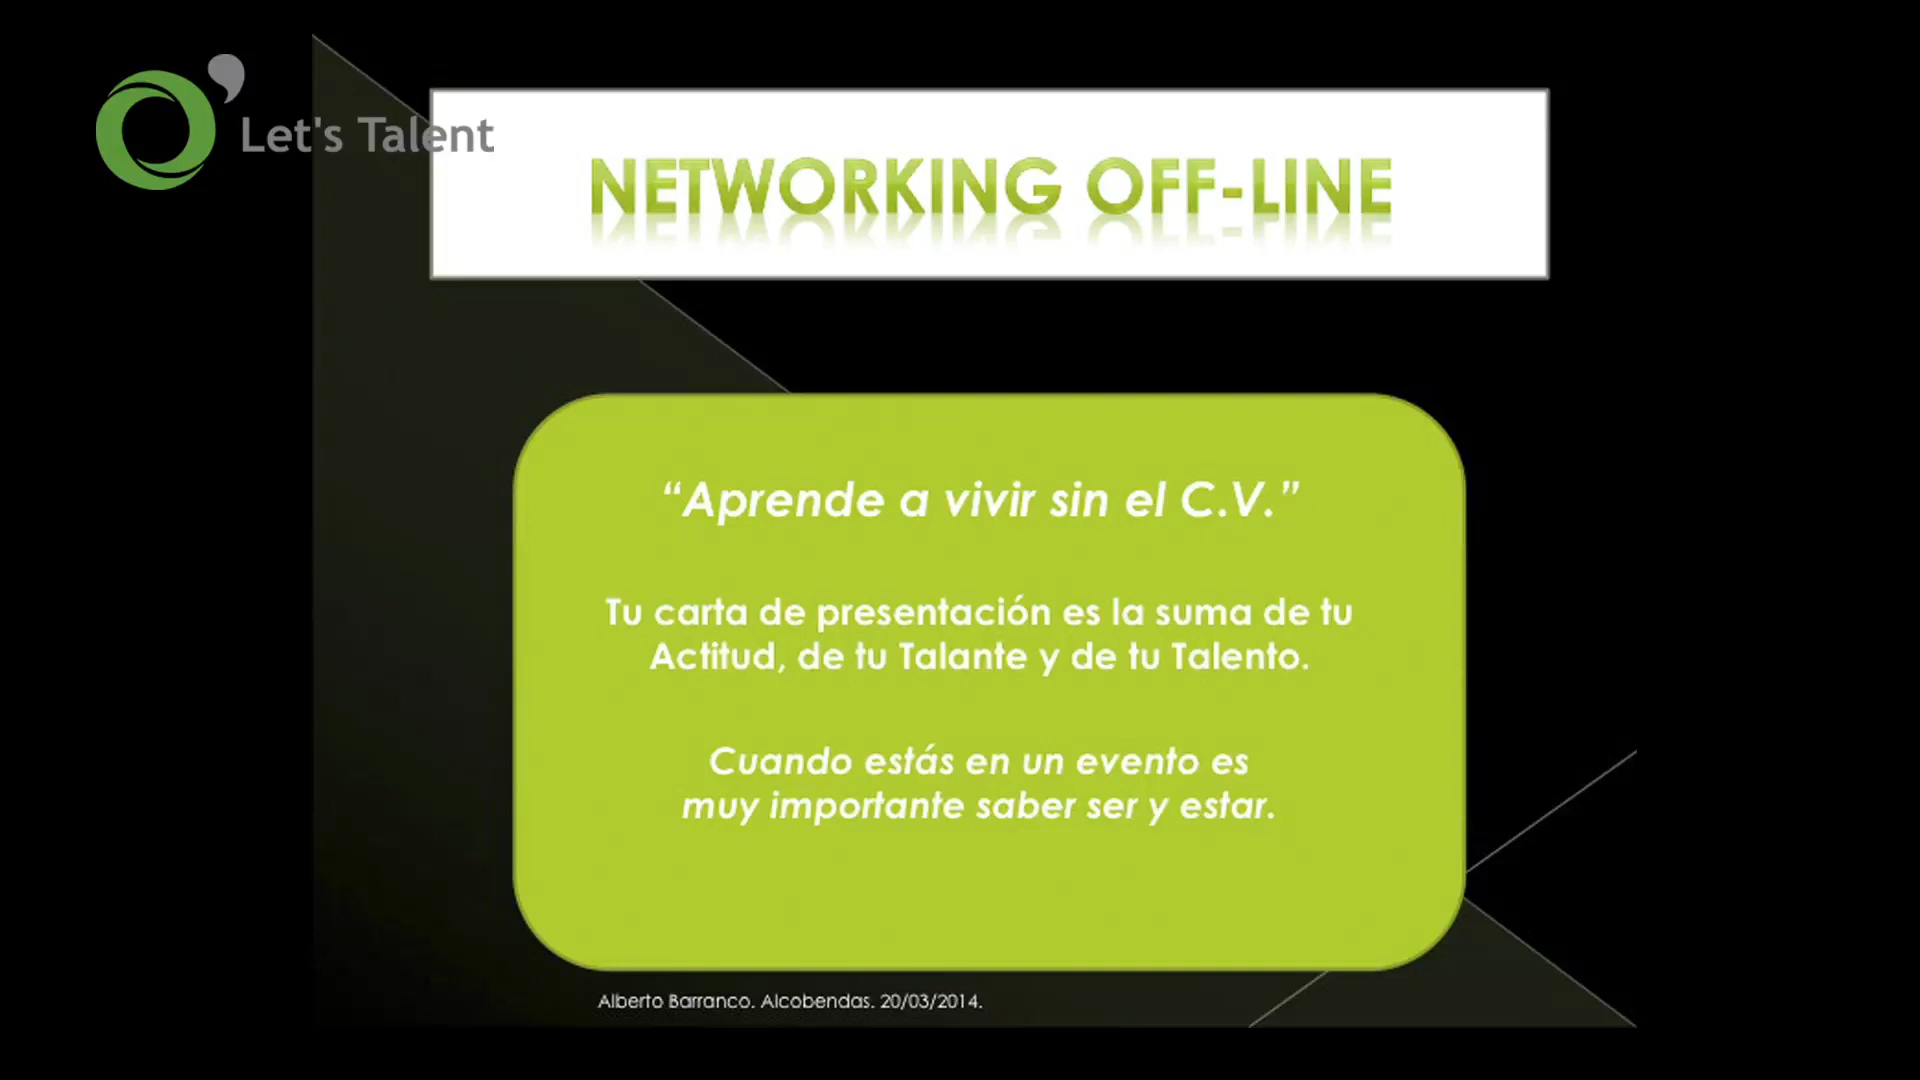 Let's Talent
NETWORKING OFF-LINE
“Aprende a vivir sin el C.V.”
Tu carta de presentación es la suma de tu
Actitud, de tu Talante y de tu Talento.
Cuando estás en un evento es
muy importante saber ser y estar.
Alberto Barranco. Alcobendas. 20/03/2014.